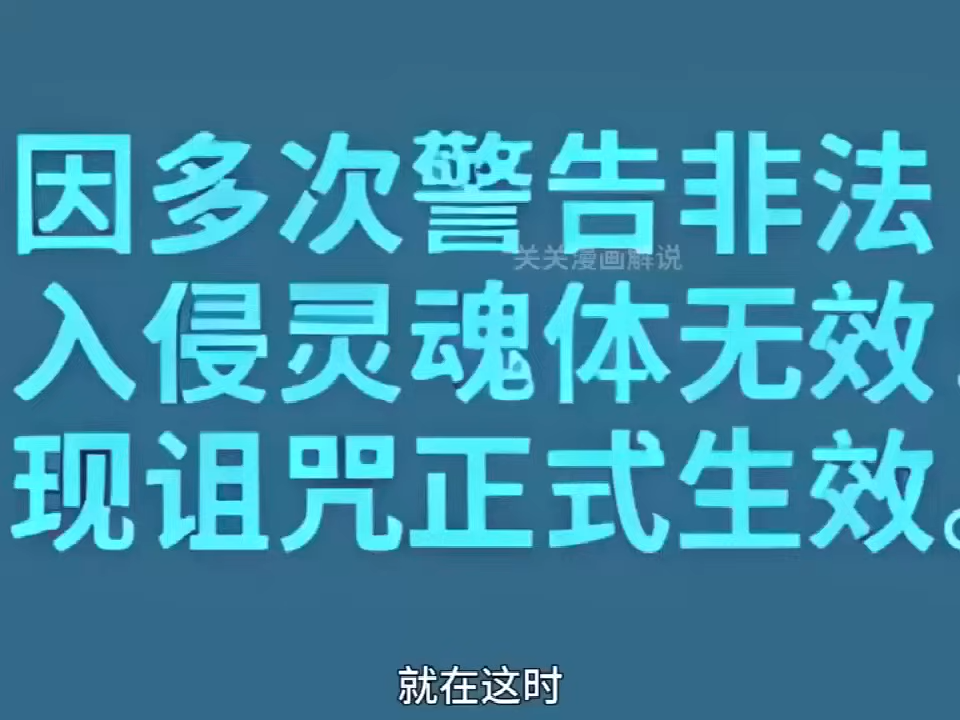 因多次警告非法
关关漫画解说
入侵灵魂体无效,
现诅咒正式生效。
就在这时